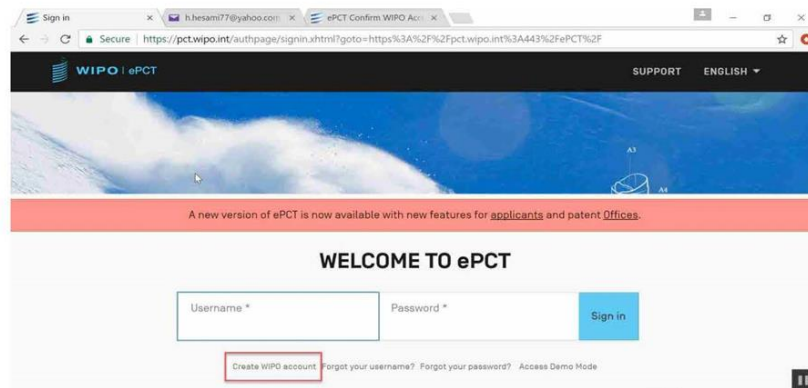 Sign in
h.hesami77@yahoo.com
ePCT Confirm WIPO Acc
Secure https://pct.wipo.int/authpage/signin.xhtml?goto=https%3A%2F%2Fpct.wipo.int%3A443%2FePCT%2F
WIPO | ePCT
SUPPORT ENGLISH
A3
A4
A new version of ePCT is now available with new features for applicants and patent Offices.
WELCOME TO ePCT
Username * Password * Sign in
Create WIPO account Forgot your username? Forgot your password? Access Demo Mode